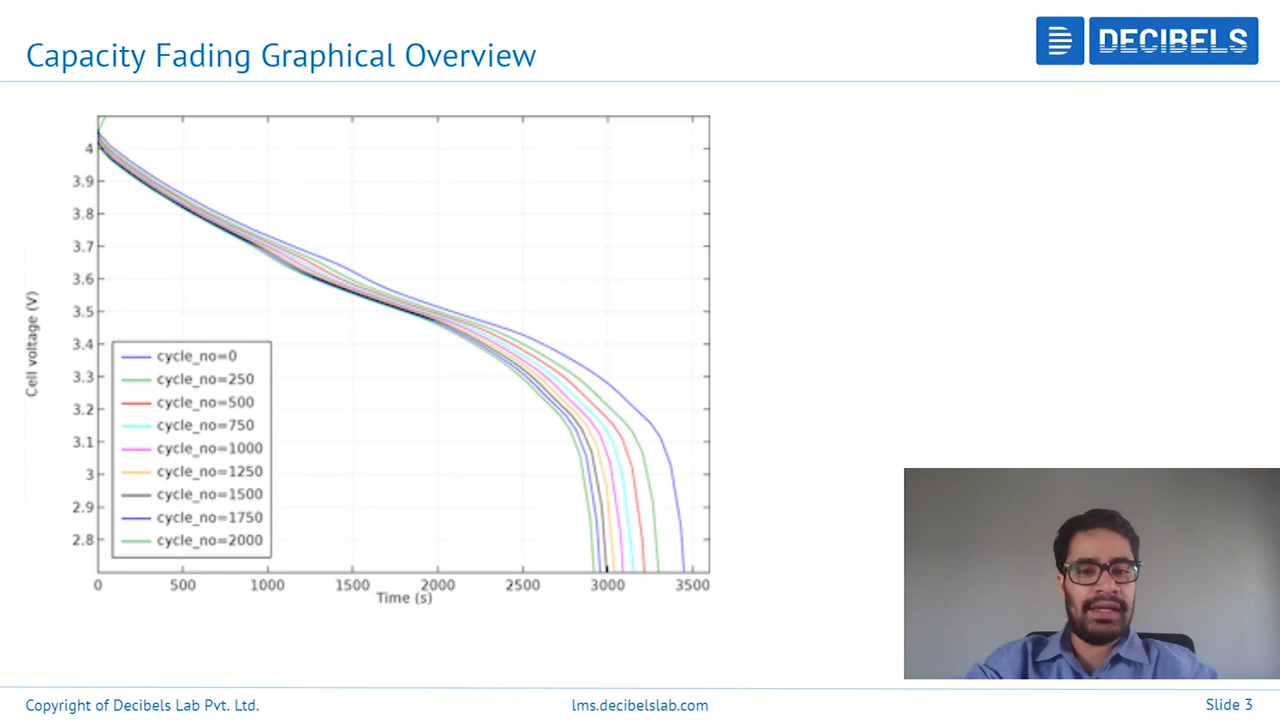 Capacity Fading Graphical Overview
DECIBELS
4
3.9
3.8
3.7
3.6
3.5
3.4
3.3
3.2
3.1
3
2.9
2.8
Cell voltage (V)
cycle_no=0
cycle_no=250
cycle_no=500
cycle_no=750
cycle_no=1000
cycle_no=1250
cycle_no=1500
cycle_no=1750
cycle_no=2000
0 500 1000 1500 2000 2500 3000 3500
Time (s)
Copyright of Decibels Lab Pvt. Ltd. lms.decibelslab.com Slide 3